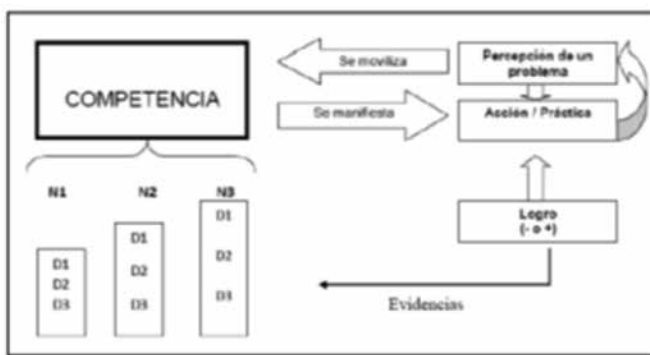 COMPETENCIA
Se moviliza
Percepción de un
problema
Se manifiesta
Acción / Práctica
N1
N2
N3
D1
D2
D3
D1
D2
D3
D1
D2
D3
Logro
(- o +)
Evidencias